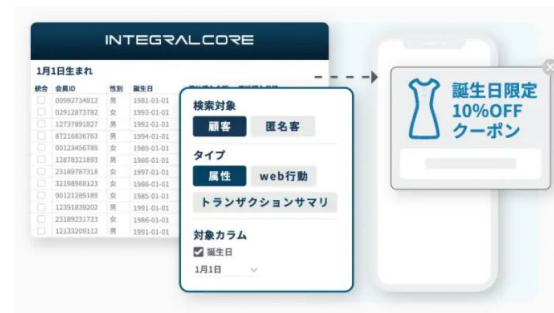 INTEGRALCORE
1月1日生まれ
統合 会員ID 性別 誕生日
00992734812 男 1981-01-01
02912873782 女 1993-01-01
12737891827 男 1992-01-01
87216836763 男 1994-01-01
00123456789 女 1989-01-01
12878321893 男 1986-01-01
23189787318 女 1997-01-01
32198988123 女 1986-01-01
00121289189 女 1985-01-01
12391839202 男 1991-01-01
23189231723 女 1986-01-01
12133209112 男 1991-01-01
検索対象
顧客 匿名客
タイプ
属性 web行動
トランザクションサマリ
対象カラム
誕生日
1月1日
誕生日限定
10%OFF
クーポン